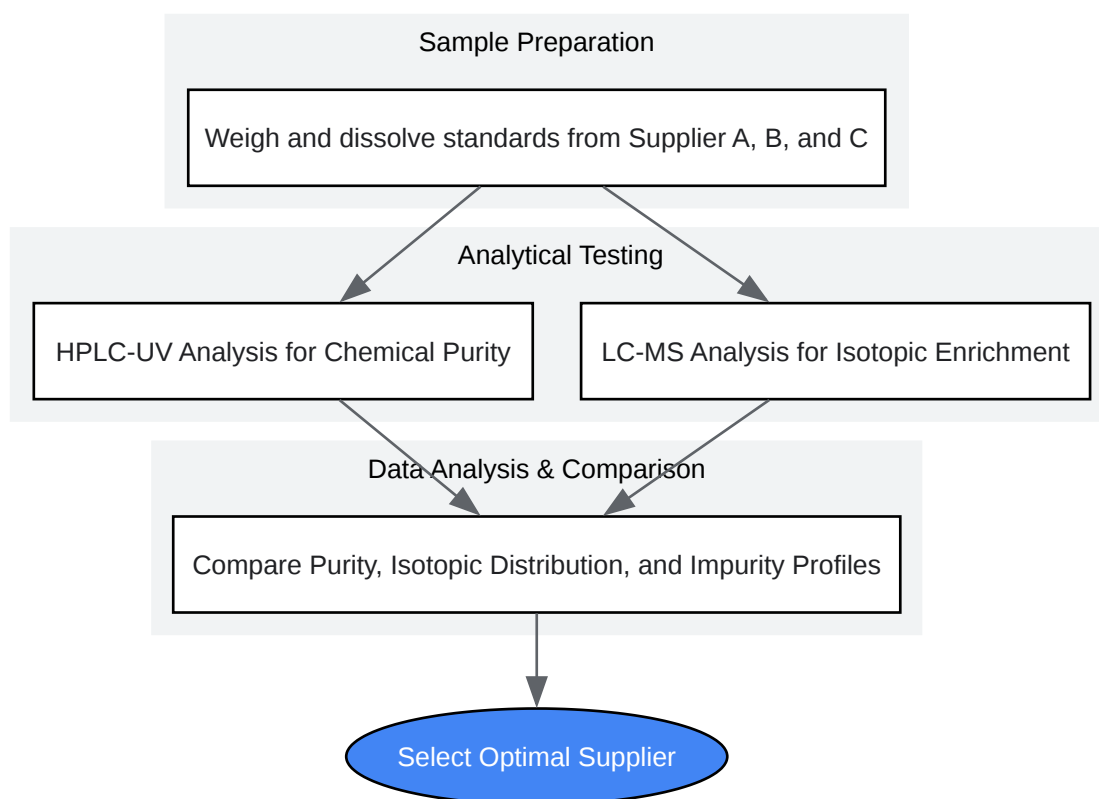 Sample Preparation
Weigh and dissolve standards from Supplier A, B, and C
Analytical Testing
HPLC-UV Analysis for Chemical Purity
LC-MS Analysis for Isotopic Enrichment
Data Analysis & Comparison
Compare Purity, Isotopic Distribution, and Impurity Profiles
Select Optimal Supplier